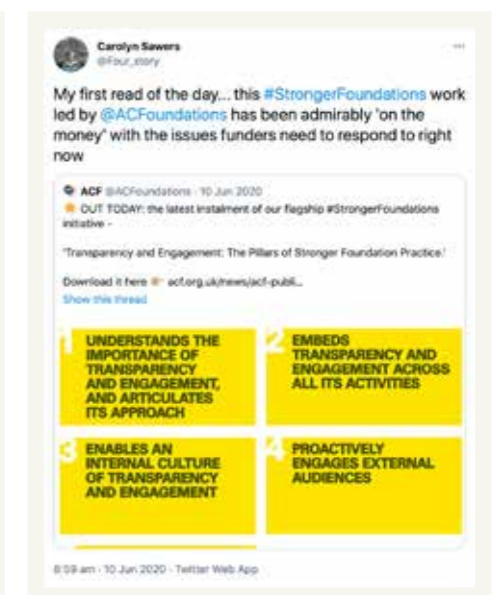 Carolyn Sawers
@Four_story
My first read of the day... this #StrongerFoundations work
led by @ACFoundations has been admirably 'on the
money' with the issues funders need to respond to right
now
ACF @ACFoundations · 10 Jun 2020
OUT TODAY: the latest instalment of our flagship #StrongerFoundations
initiative -
'Transparency and Engagement: The Pillars of Stronger Foundation Practice.'
Download it here acf.org.uk/news/acf-publi...
Show this thread
1 UNDERSTANDS THE
IMPORTANCE OF
TRANSPARENCY
AND ENGAGEMENT,
AND ARTICULATES
ITS APPROACH
2 EMBEDS
TRANSPARENCY AND
ENGAGEMENT ACROSS
ALL ITS ACTIVITIES
3 ENABLES AN
INTERNAL CULTURE
OF TRANSPARENCY
AND ENGAGEMENT
4 PROACTIVELY
ENGAGES EXTERNAL
AUDIENCES
8:59 am · 10 Jun 2020 · Twitter Web App